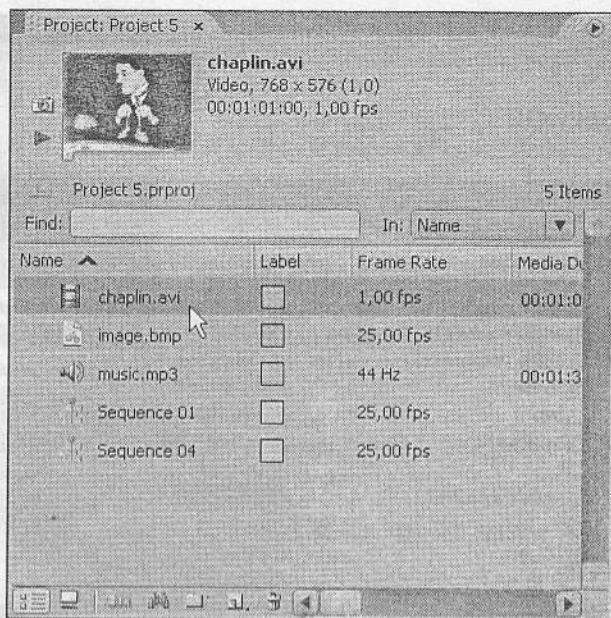 Project: Project 5 ×
chaplin.avi
Video, 768 x 576 (1,0)
00:01:01:00, 1,00 fps
Project 5.prproj
5 Items
Find:
In: Name
Name Label Frame Rate Media Du
chaplin.avi 1,00 fps 00:01:0
image.bmp 25,00 fps
music.mp3 44 Hz 00:01:3
Sequence 01 25,00 fps
Sequence 04 25,00 fps